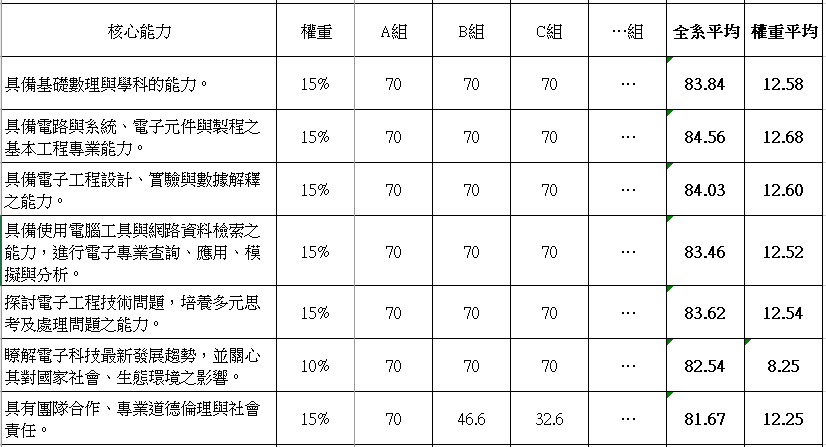 核心能力 權重 A組 B組 C組 …組 全系平均 權重平均
具備基礎數理與學科的能力。 15% 70 70 70 … 83.84 12.58
具備電路與系統、電子元件與製程之
基本工程專業能力。 15% 70 70 70 … 84.56 12.68
具備電子工程設計、實驗與數據解釋
之能力。 15% 70 70 70 … 84.03 12.60
具備使用電腦工具與網路資料檢索之
能力，進行電子專業查詢、應用、模
擬與分析。 15% 70 70 70 … 83.46 12.52
探討電子工程技術問題，培養多元思
考及處理問題之能力。 15% 70 70 70 … 83.62 12.54
瞭解電子科技最新發展趨勢，並關心
其對國家社會、生態環境之影響。 10% 70 70 70 … 82.54 8.25
具有團隊合作、專業道德倫理與社會
責任。 15% 70 46.6 32.6 … 81.67 12.25